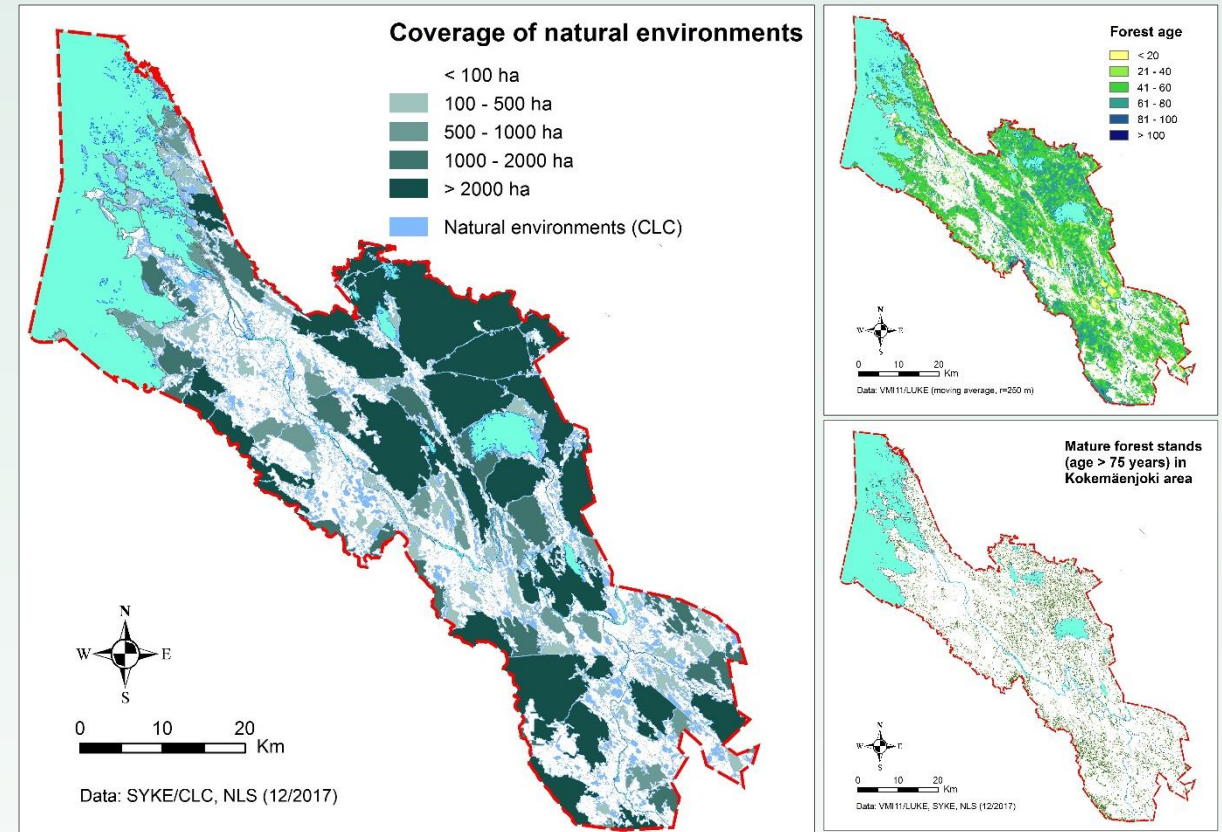 Coverage of natural environments
< 100 ha
100 - 500 ha
500 - 1000 ha
1000 - 2000 ha
> 2000 ha
Natural environments (CLC)
N
W E
S
0 10 20
Km
Data: SYKE/CLC, NLS (12/2017)
Forest age
< 20
21 - 40
41 - 60
61 - 80
81 - 100
> 100
N
W E
S
0 10 20
Km
Data: VMI11/LUKE (moving average, r=250 m)
Mature forest stands
(age > 75 years) in
Kokemäenjoki area
N
W E
S
0 10 20
Km
Data: VMI11/LUKE, SYKE, NLS (12/2017)